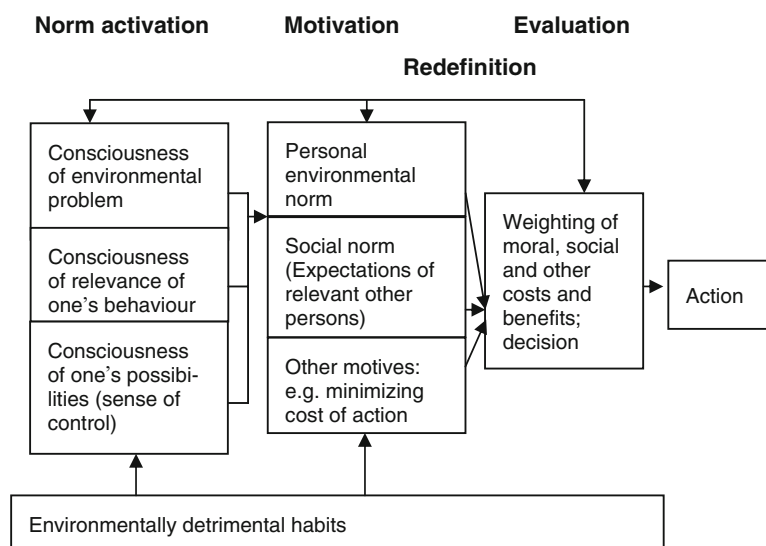 Norm activation
Motivation
Evaluation
Redefinition
Consciousness
of environmental
problem
Consciousness
of relevance of
one's behaviour
Consciousness
of one's possibi-
lities (sense of
control)
Personal
environmental
norm
Social norm
(Expectations of
relevant other
persons)
Other motives:
e.g. minimizing
cost of action
Weighting of
moral, social
and other
costs and
benefits;
decision
Action
Environmentally detrimental habits